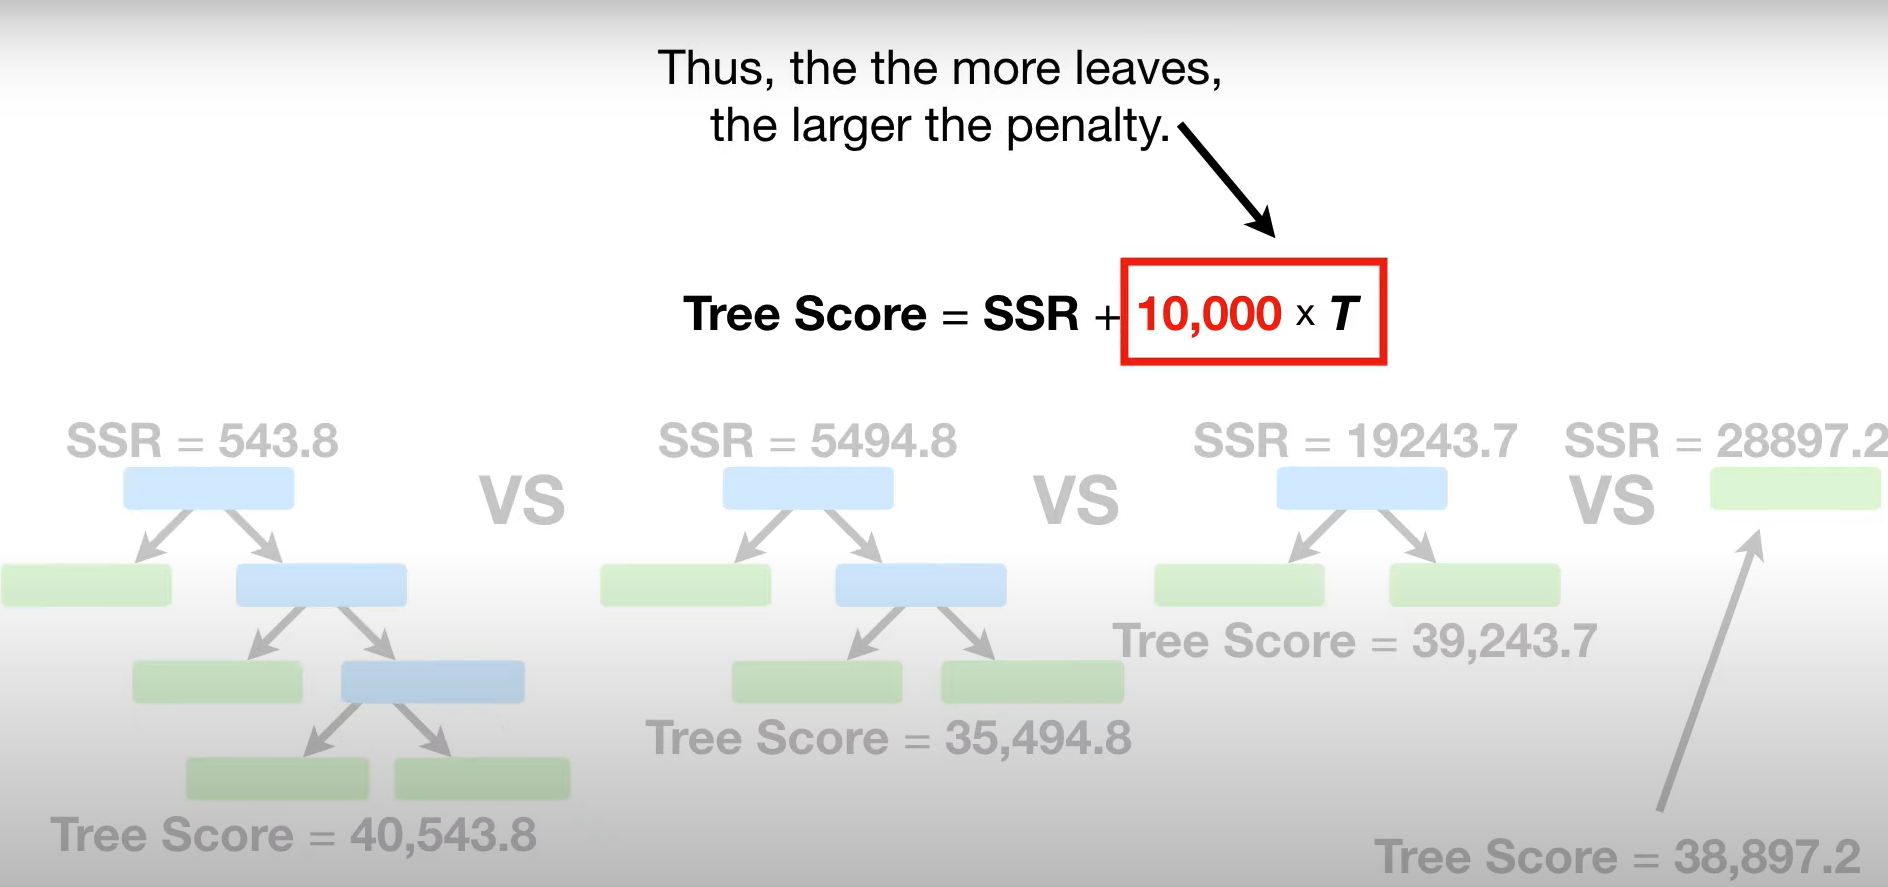 Thus, the the more leaves,
the larger the penalty.
Tree Score = SSR + 10,000 x T
SSR = 543.8
SSR = 5494.8
SSR = 19243.7
SSR = 28897.2
VS
VS
VS
Tree Score = 39,243.7
Tree Score = 35,494.8
Tree Score = 40,543.8
Tree Score = 38,897.2